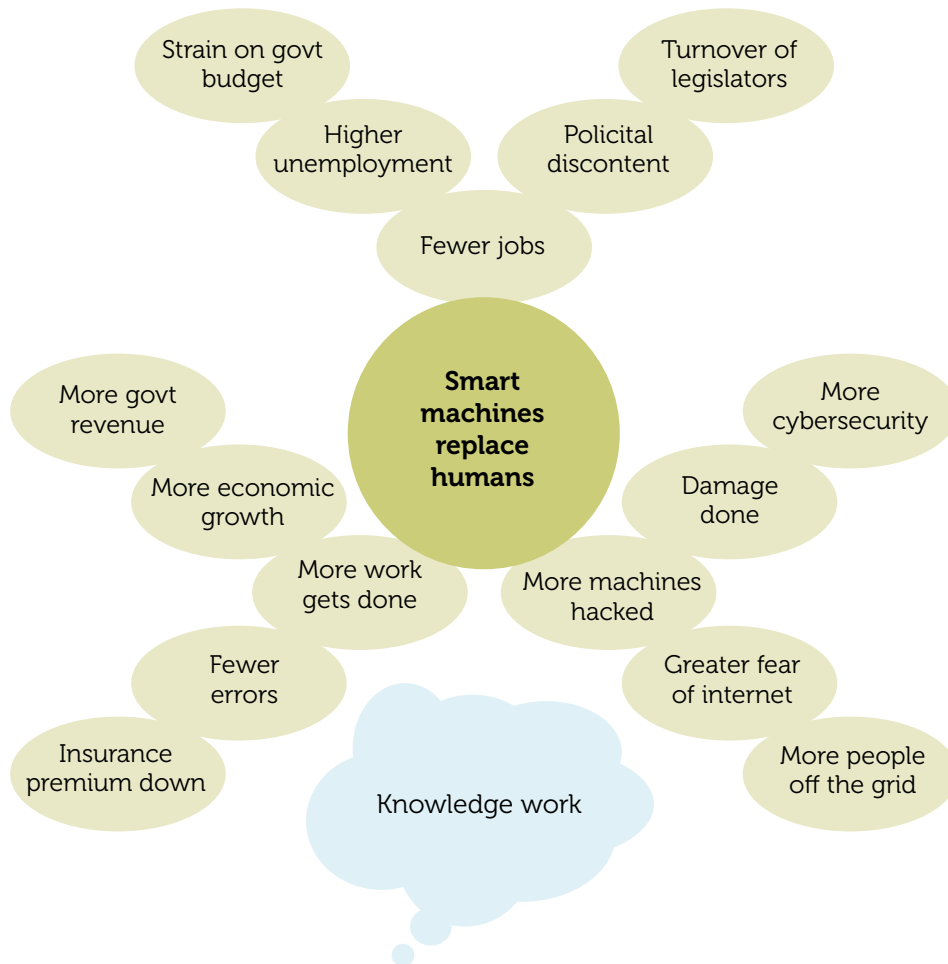 Strain on govt
budget
Turnover of
legislators
Higher
unemployment
Policital
discontent
Fewer jobs
Smart
machines
replace
humans
More govt
revenue
More
cybersecurity
More economic
growth
Damage
done
More work
gets done
More machines
hacked
Fewer
errors
Greater fear
of internet
Insurance
premium down
More people
off the grid
Knowledge work